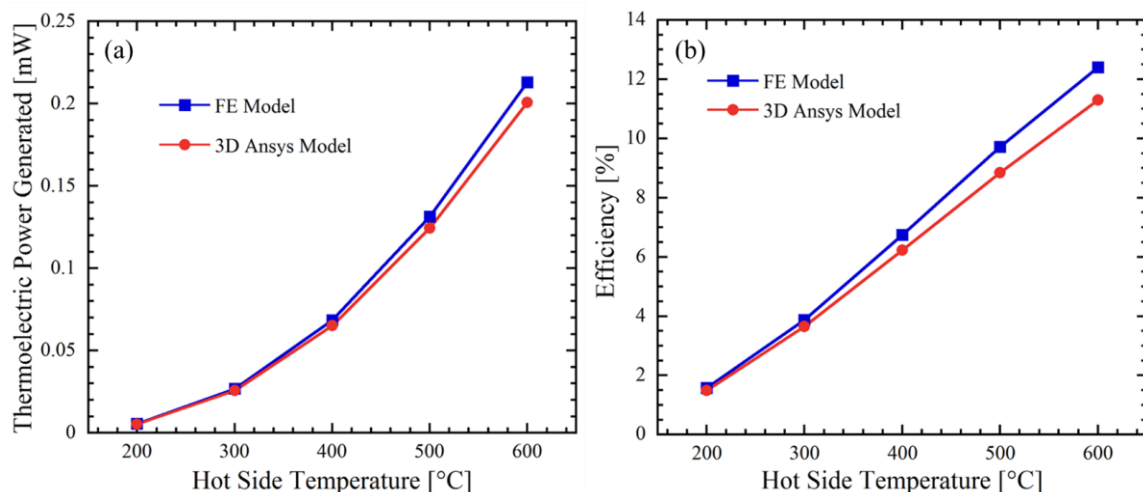 (a)
Thermoelectric Power Generated [mW]
0.25
0.2
0.15
0.1
0.05
0
FE Model
3D Ansys Model
200 300 400 500 600
Hot Side Temperature [°C]
(b)
Efficiency [%]
14
12
10
8
6
4
2
0
FE Model
3D Ansys Model
200 300 400 500 600
Hot Side Temperature [°C]